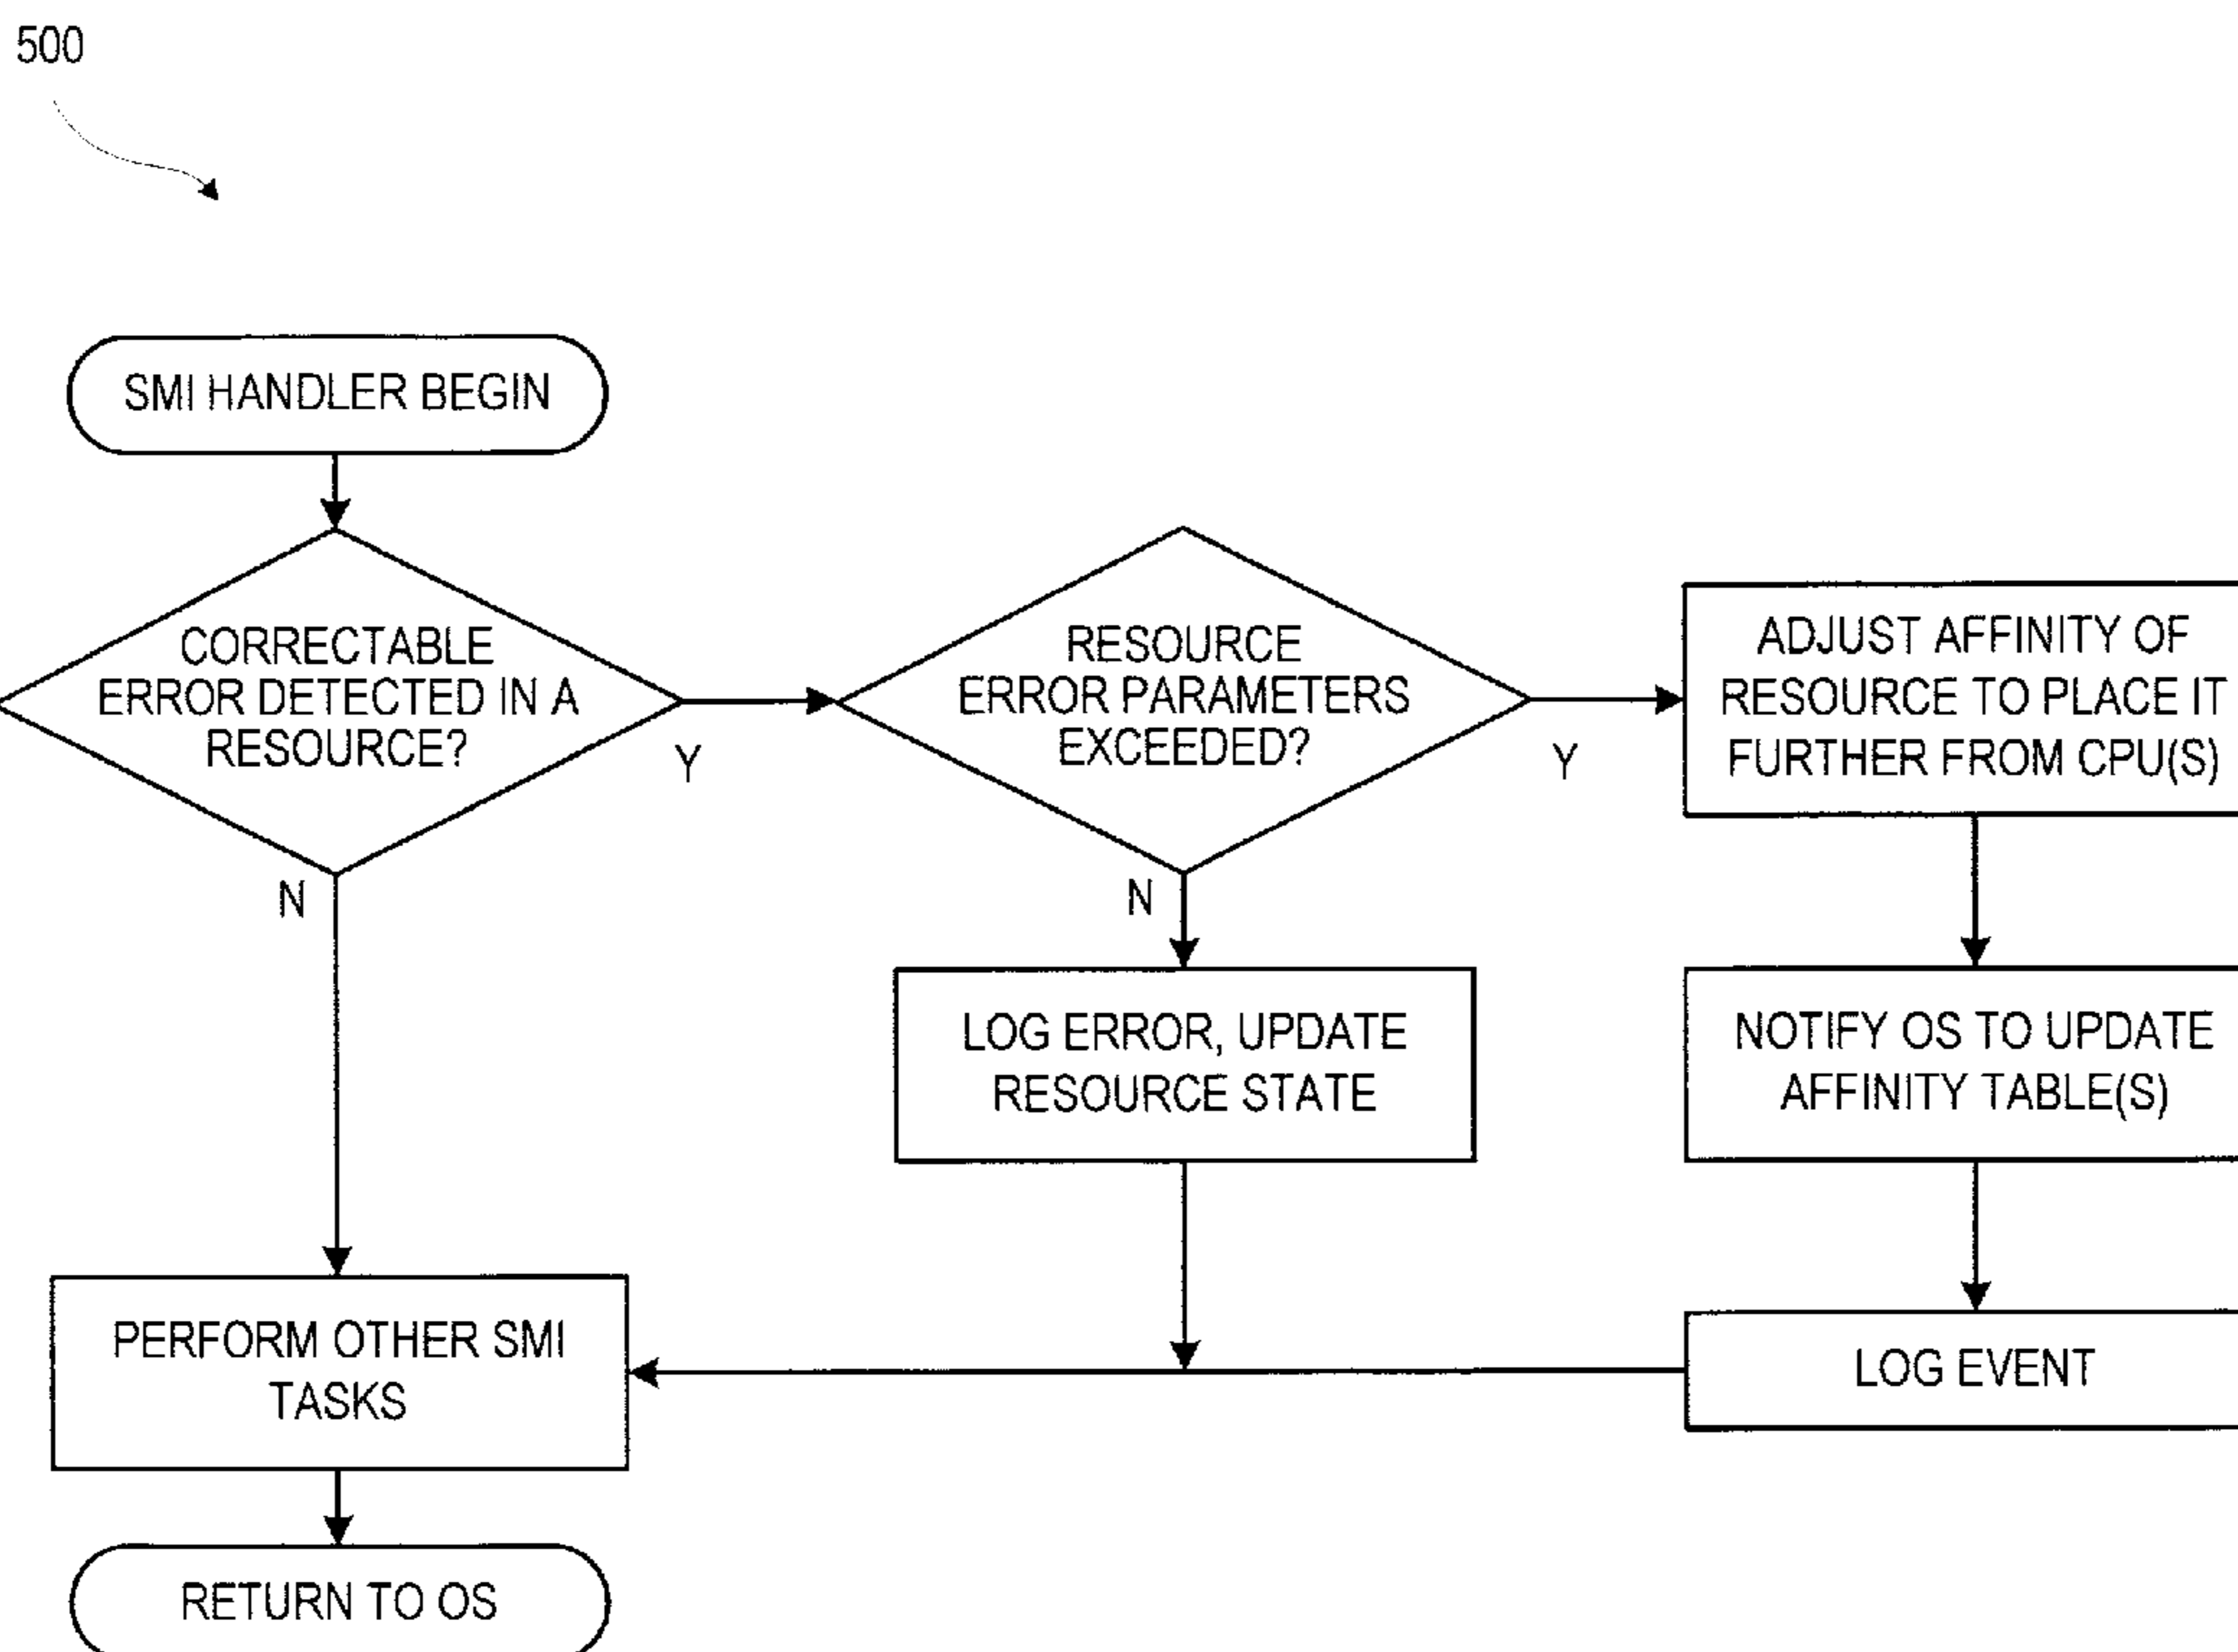 500
SMI HANDLER BEGIN
CORRECTABLE
ERROR DETECTED IN A
RESOURCE?
Y
N
RESOURCE
ERROR PARAMETERS
EXCEEDED?
Y
N
ADJUST AFFINITY OF
RESOURCE TO PLACE IT
FURTHER FROM CPU(S)
LOG ERROR, UPDATE
RESOURCE STATE
NOTIFY OS TO UPDATE
AFFINITY TABLE(S)
PERFORM OTHER SMI
TASKS
LOG EVENT
RETURN TO OS